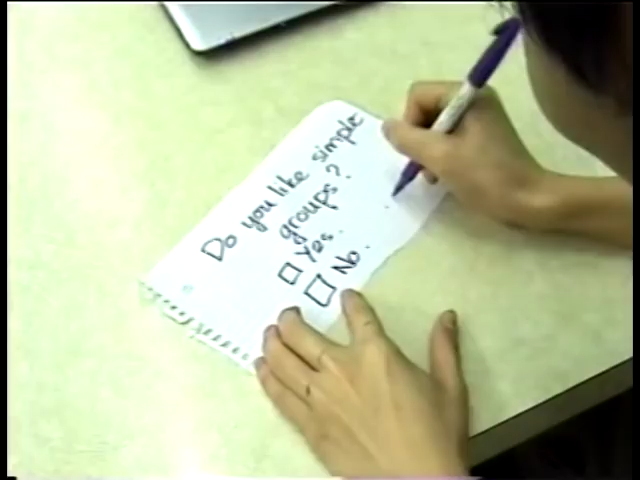 Do you like simple
groups?
□ Yes.
□ No.